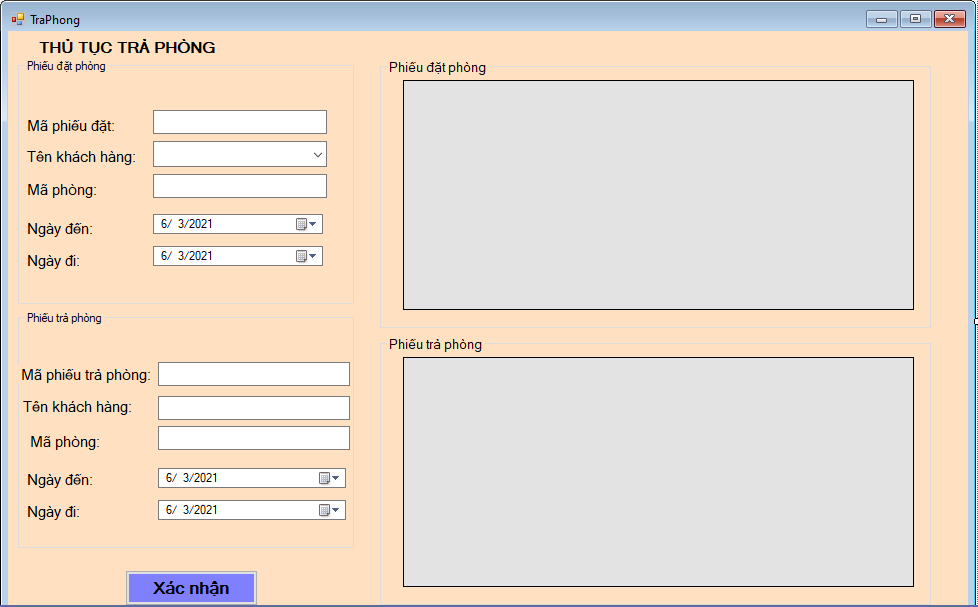 TraPhong
THỦ TỤC TRẢ PHÒNG
Phiếu đặt phòng
Mã phiếu đặt:
Tên khách hàng:
Mã phòng:
Ngày đến: 6/ 3/2021
Ngày đi: 6/ 3/2021
Phiếu trả phòng
Mã phiếu trả phòng:
Tên khách hàng:
Mã phòng:
Ngày đến: 6/ 3/2021
Ngày đi: 6/ 3/2021
Xác nhận
Phiếu đặt phòng
Phiếu trả phòng